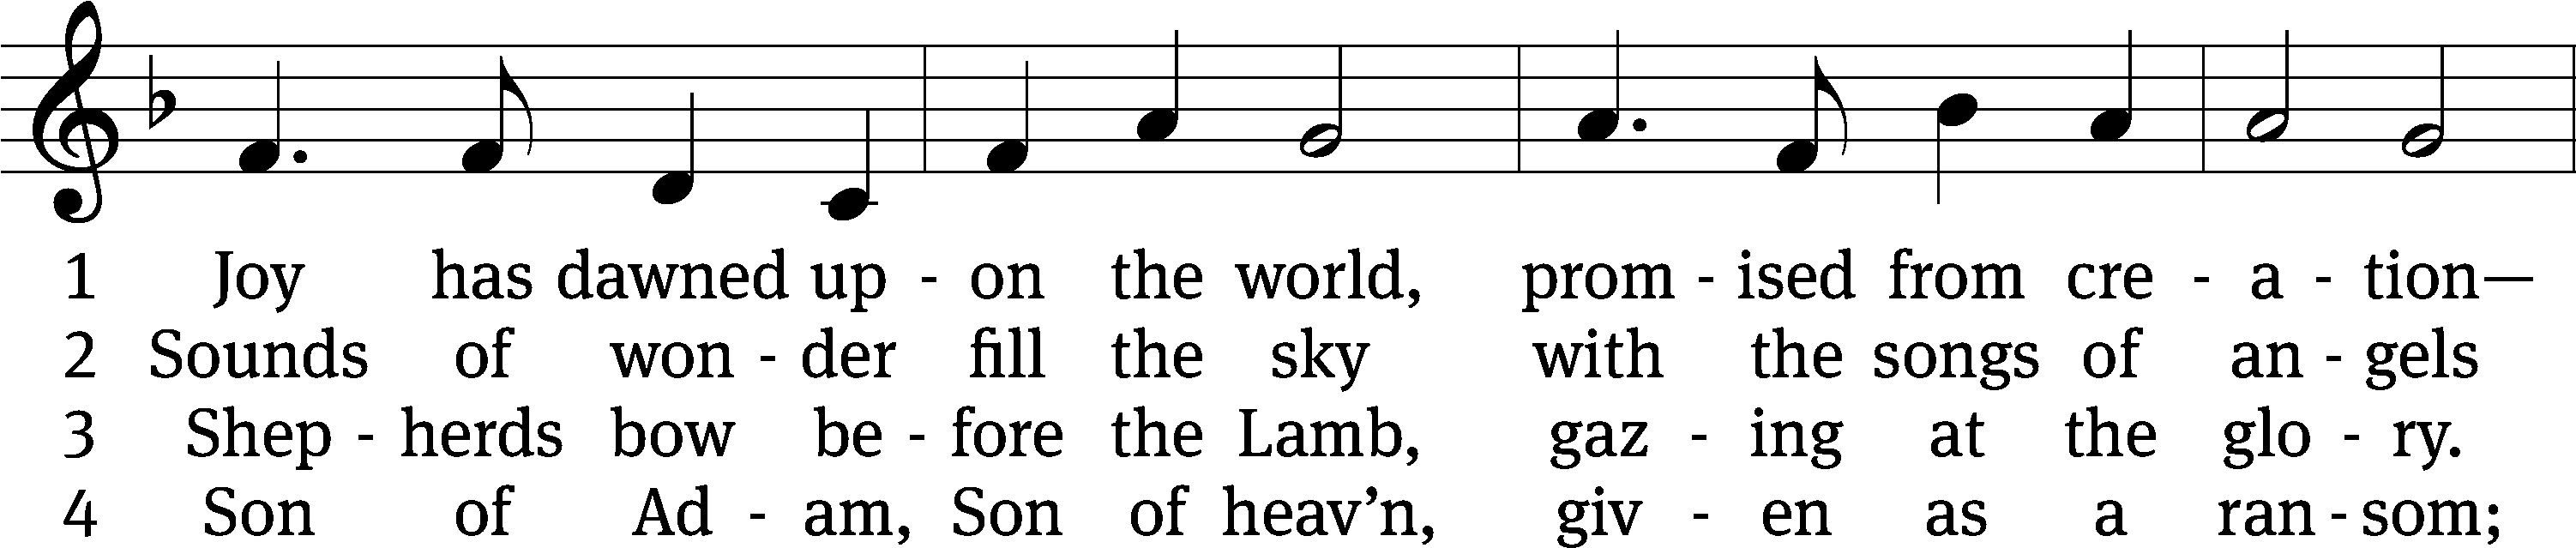 1 Joy has dawned up - on the world, prom - ised from cre - a - tion—
2 Sounds of won - der fill the sky with the songs of an - gels
3 Shep - herds bow be - fore the Lamb, gaz - ing at the glo - ry.
4 Son of Ad - am, Son of heav’n, giv - en as a ran - som;